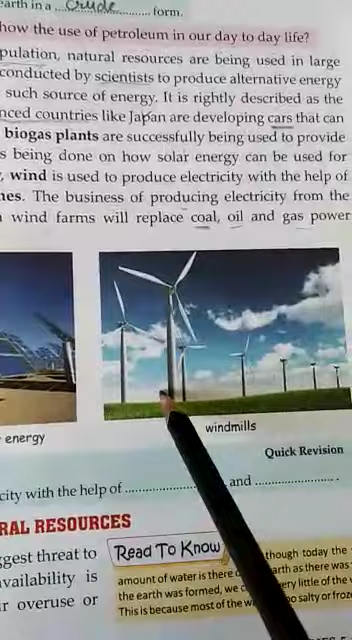 earth in a ...crude... form.
how the use of petroleum in our day to day life?
pulation, natural resources are being used in large
conducted by scientists to produce alternative energy
such source of energy. It is rightly described as the
nced countries like Japan are developing cars that can
biogas plants are successfully being used to provide
s being done on how solar energy can be used for
, wind is used to produce electricity with the help of
nes. The business of producing electricity from the
wind farms will replace coal, oil and gas power
energy
windmills
Quick Revision
city with the help of .................... and .................... .
RAL RESOURCES
ggest threat to
availability is
r overuse or
Read To Know
though today the
amount of water is there earth as there was
the earth was formed, we very little of the
This is because most of the salty or froze